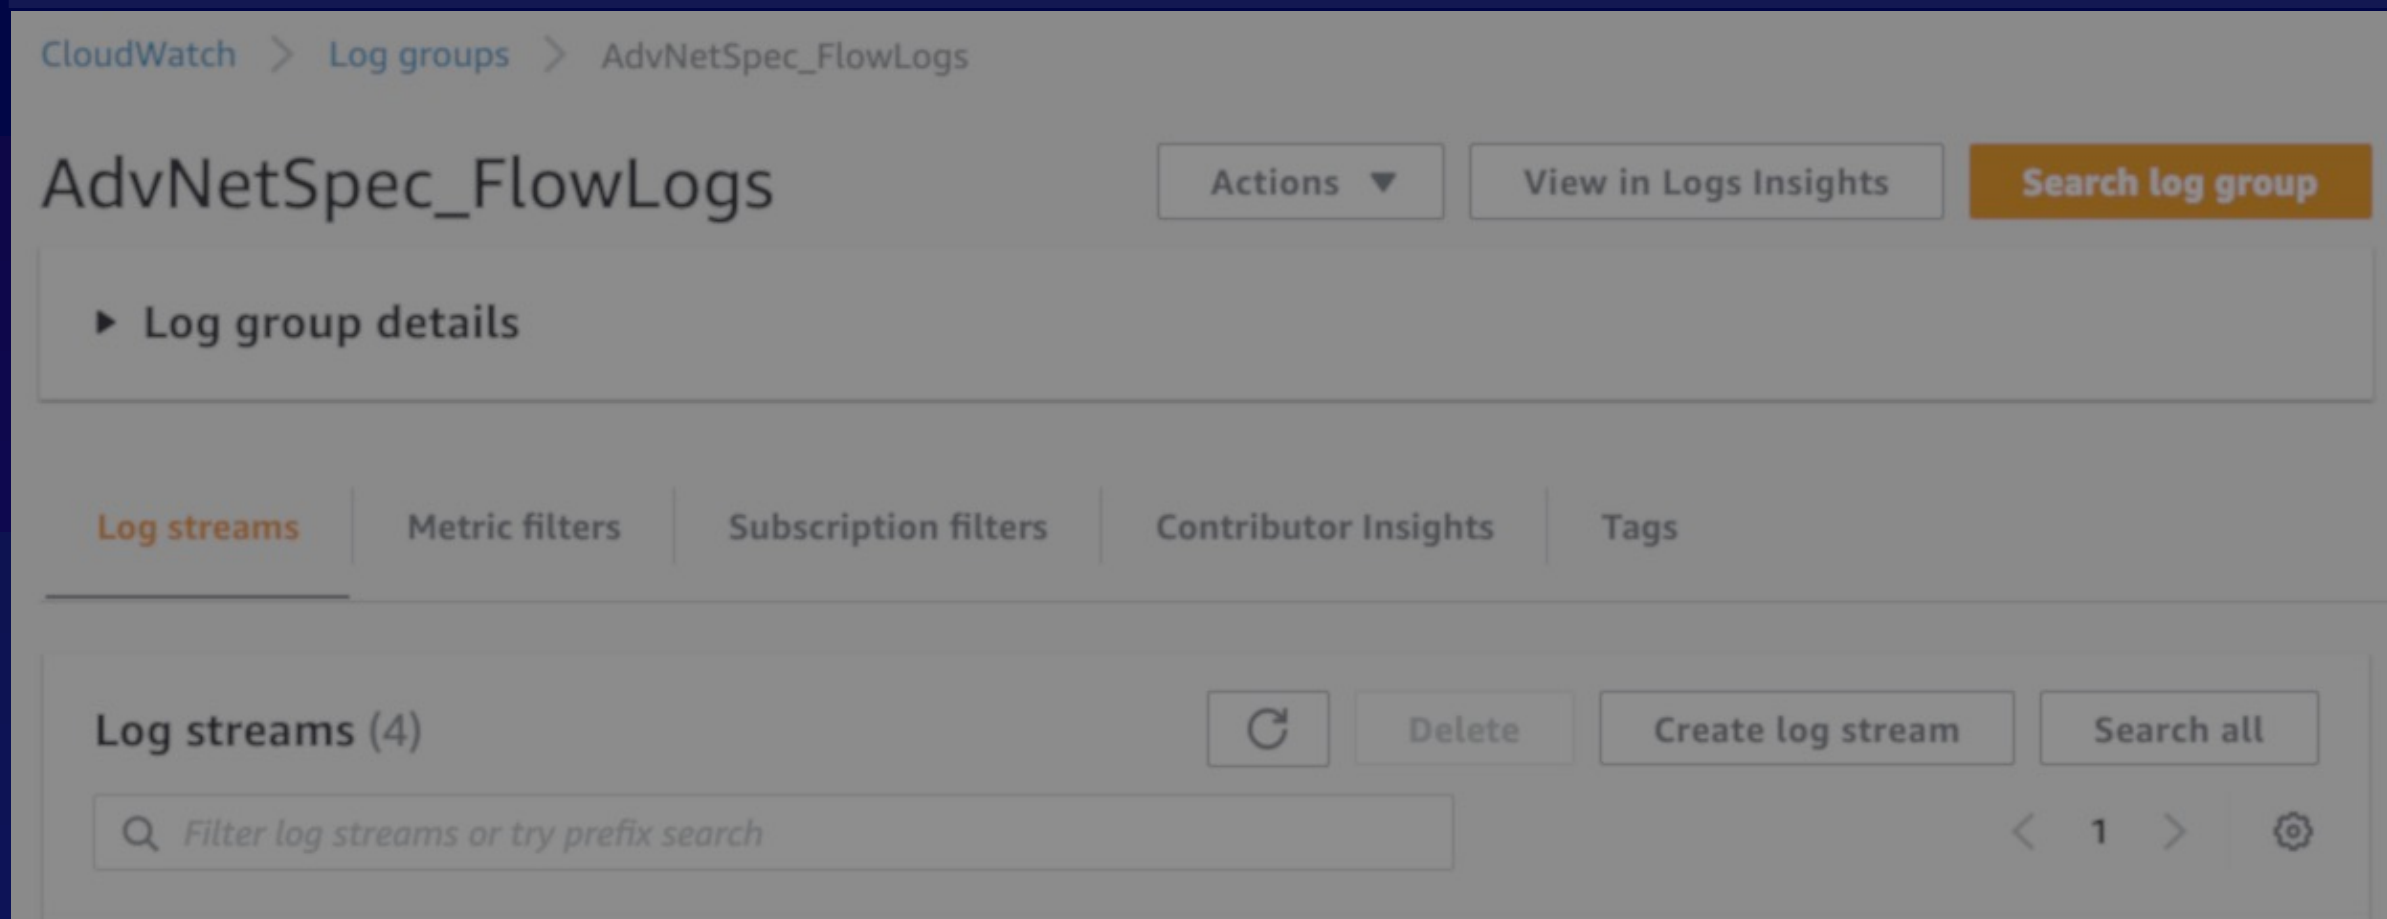 CloudWatch > Log groups > AdvNetSpec_FlowLogs
AdvNetSpec_FlowLogs Actions ▼ View in Logs Insights Search log group
▶ Log group details
Log streams Metric filters Subscription filters Contributor Insights Tags
Log streams (4) Delete Create log stream Search all
Filter log streams or try prefix search < 1 >